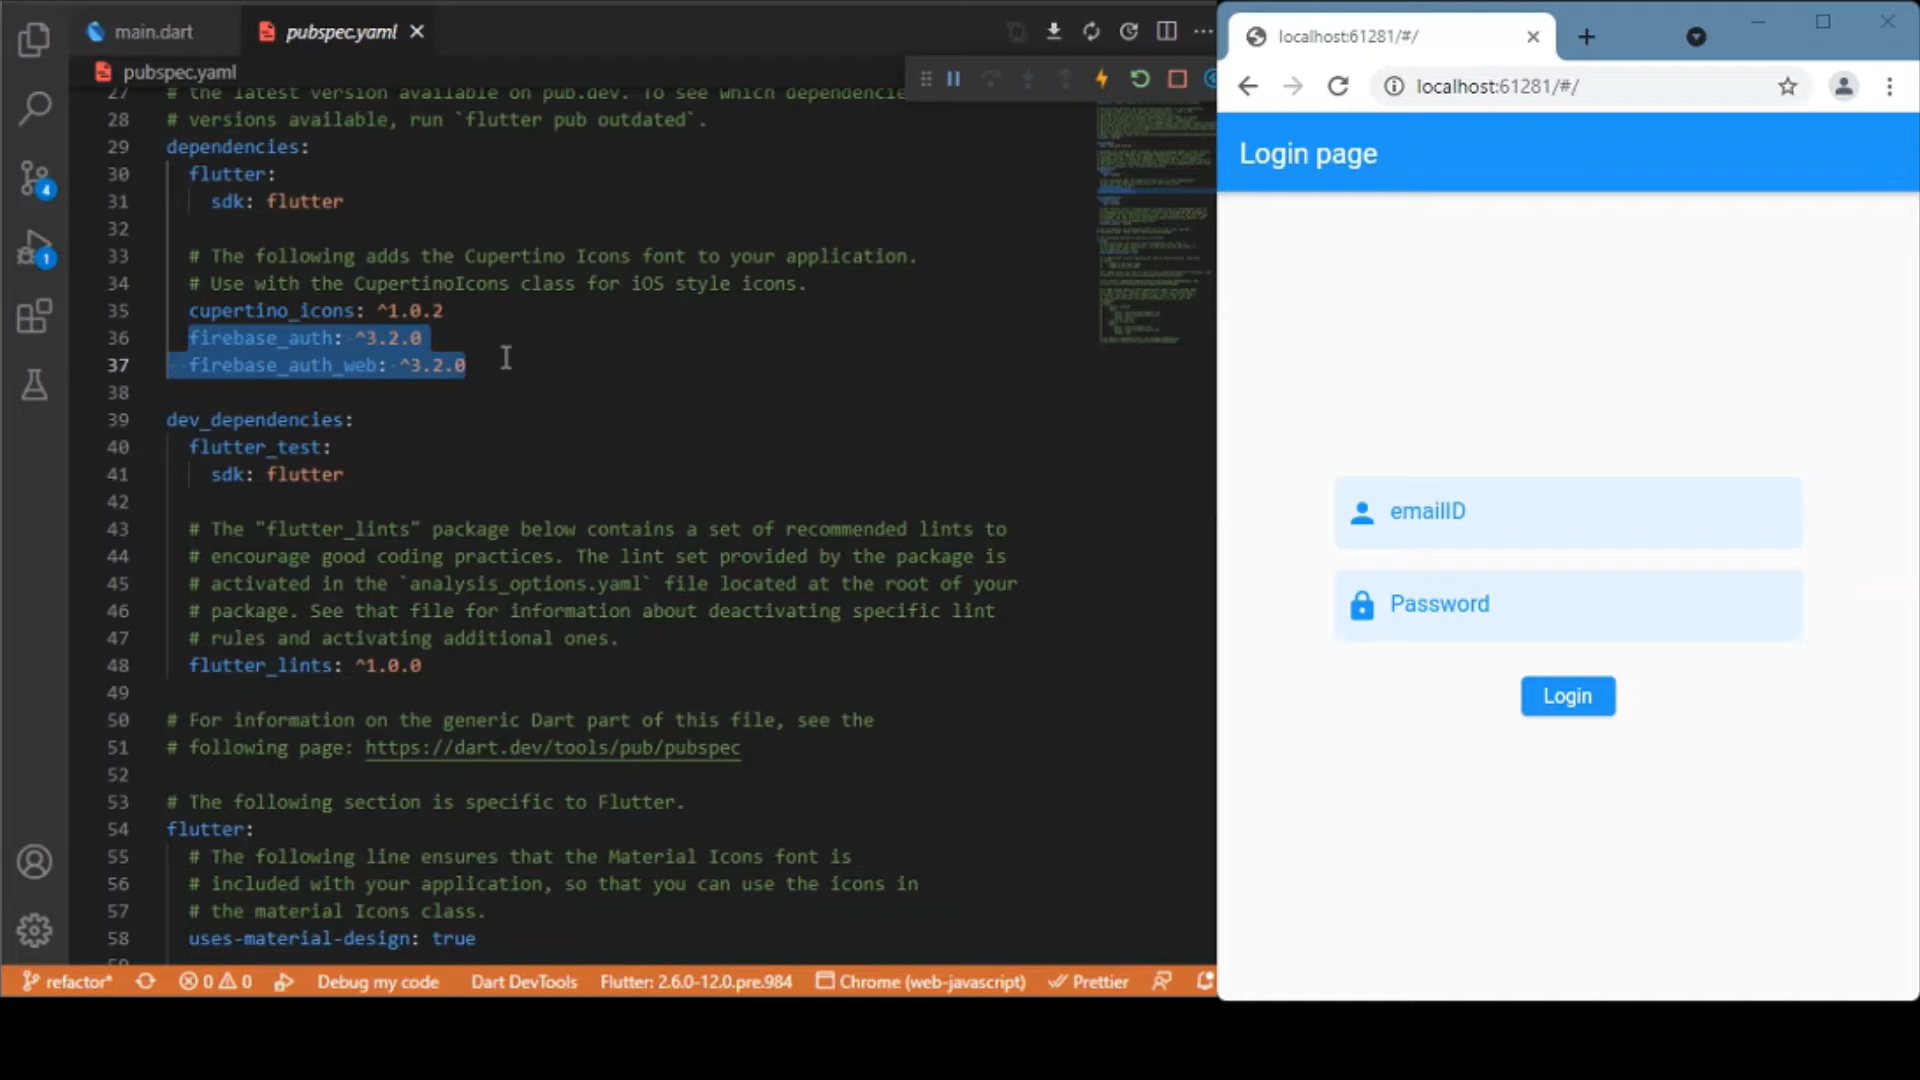 main.dart
pubspec.yaml
pubspec.yaml
27 # the latest version available on pub.dev. To see which dependencie
28 # versions available, run `flutter pub outdated`.
29 dependencies:
30 flutter:
31 sdk: flutter
32
33 # The following adds the Cupertino Icons font to your application.
34 # Use with the CupertinoIcons class for iOS style icons.
35 cupertino_icons: ^1.0.2
36 firebase_auth: ^3.2.0
37 firebase_auth_web: ^3.2.0
38
39 dev_dependencies:
40 flutter_test:
41 sdk: flutter
42
43 # The "flutter_lints" package below contains a set of recommended lints to
44 # encourage good coding practices. The lint set provided by the package is
45 # activated in the `analysis_options.yaml` file located at the root of your
46 # package. See that file for information about deactivating specific lint
47 # rules and activating additional ones.
48 flutter_lints: ^1.0.0
49
50 # For information on the generic Dart part of this file, see the
51 # following page: https://dart.dev/tools/pub/pubspec
52
53 # The following section is specific to Flutter.
54 flutter:
55 # The following line ensures that the Material Icons font is
56 # included with your application, so that you can use the icons in
57 # the material Icons class.
58 uses-material-design: true
4
1
refactor* 0 0 Debug my code Dart DevTools Flutter: 2.6.0-12.0.pre.984 Chrome (web-javascript) Prettier
localhost:61281/#/
localhost:61281/#/
Login page
emailID
Password
Login